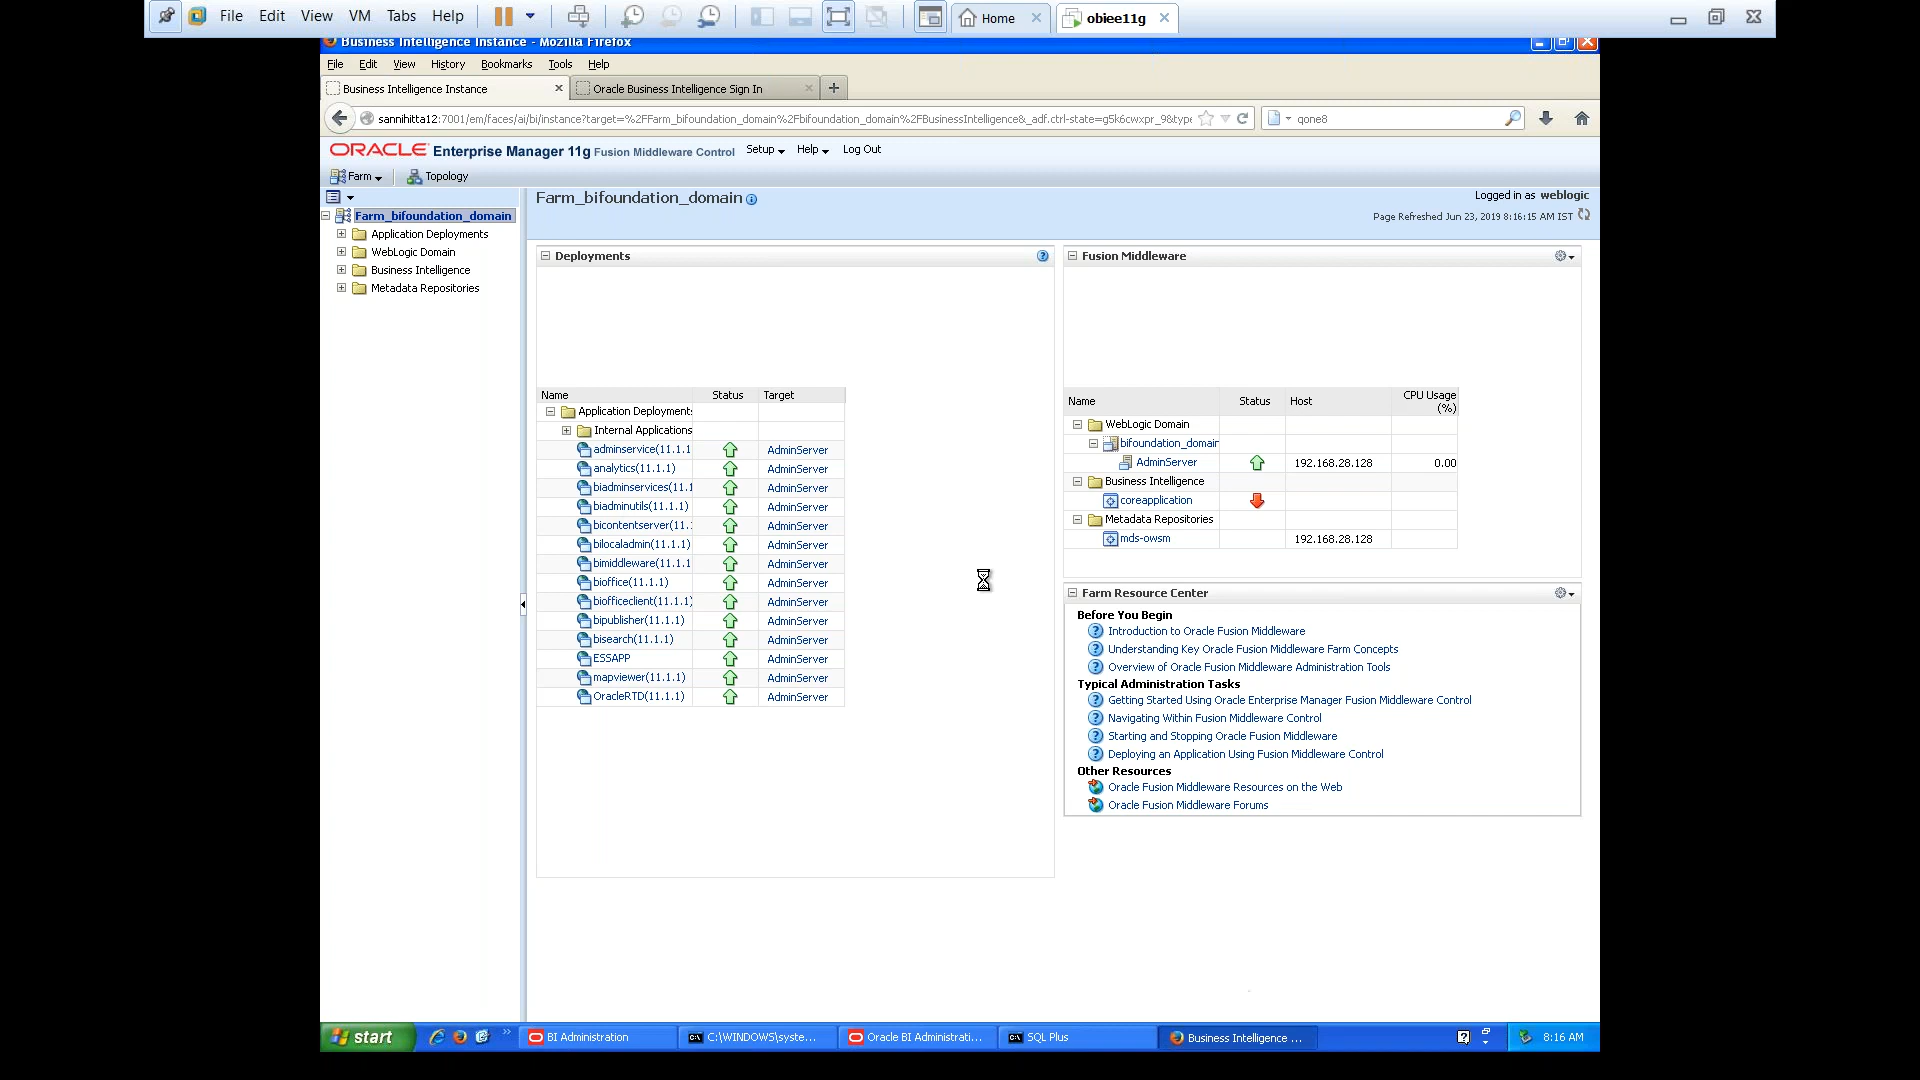 File Edit View VM Tabs Help
Home
obiee11g
Business Intelligence Instance - Mozilla Firefox
File Edit View History Bookmarks Tools Help
Business Intelligence Instance
Oracle Business Intelligence Sign In
sannihitta12:7001/em/faces/ai/bi/instance?target=%2FFarm_bifoundation_domain%2Fbifoundation_domain%2FBusinessIntelligence&_adf.ctrl-state=g5k6cwxpr_9&type
qone8
ORACLE Enterprise Manager 11g Fusion Middleware Control Setup Help Log Out
Farm Topology
Farm_bifoundation_domain
Application Deployments
WebLogic Domain
Business Intelligence
Metadata Repositories
Farm_bifoundation_domain
Logged in as weblogic
Page Refreshed Jun 23, 2019 8:16:15 AM IST
Deployments
Name Status Target
Application Deployments
Internal Applications
adminservice(11.1.1 AdminServer
analytics(11.1.1) AdminServer
biadminservices(11.1 AdminServer
biadminutils(11.1.1) AdminServer
bicontentserver(11. AdminServer
bilocaladmin(11.1.1) AdminServer
bimiddleware(11.1.1 AdminServer
bioffice(11.1.1) AdminServer
biofficeclient(11.1.1) AdminServer
bipublisher(11.1.1) AdminServer
bisearch(11.1.1) AdminServer
ESSAPP AdminServer
mapviewer(11.1.1) AdminServer
OracleRTD(11.1.1) AdminServer
Fusion Middleware
Name Status Host CPU Usage
(%)
WebLogic Domain
bifoundation_domain
AdminServer 192.168.28.128 0.00
Business Intelligence
coreapplication
Metadata Repositories
mds-owsm 192.168.28.128
Farm Resource Center
Before You Begin
Introduction to Oracle Fusion Middleware
Understanding Key Oracle Fusion Middleware Farm Concepts
Overview of Oracle Fusion Middleware Administration Tools
Typical Administration Tasks
Getting Started Using Oracle Enterprise Manager Fusion Middleware Control
Navigating Within Fusion Middleware Control
Starting and Stopping Oracle Fusion Middleware
Deploying an Application Using Fusion Middleware Control
Other Resources
Oracle Fusion Middleware Resources on the Web
Oracle Fusion Middleware Forums
start
BI Administration
C:\WINDOWS\syste...
Oracle BI Administrati...
SQL Plus
Business Intelligence ...
8:16 AM